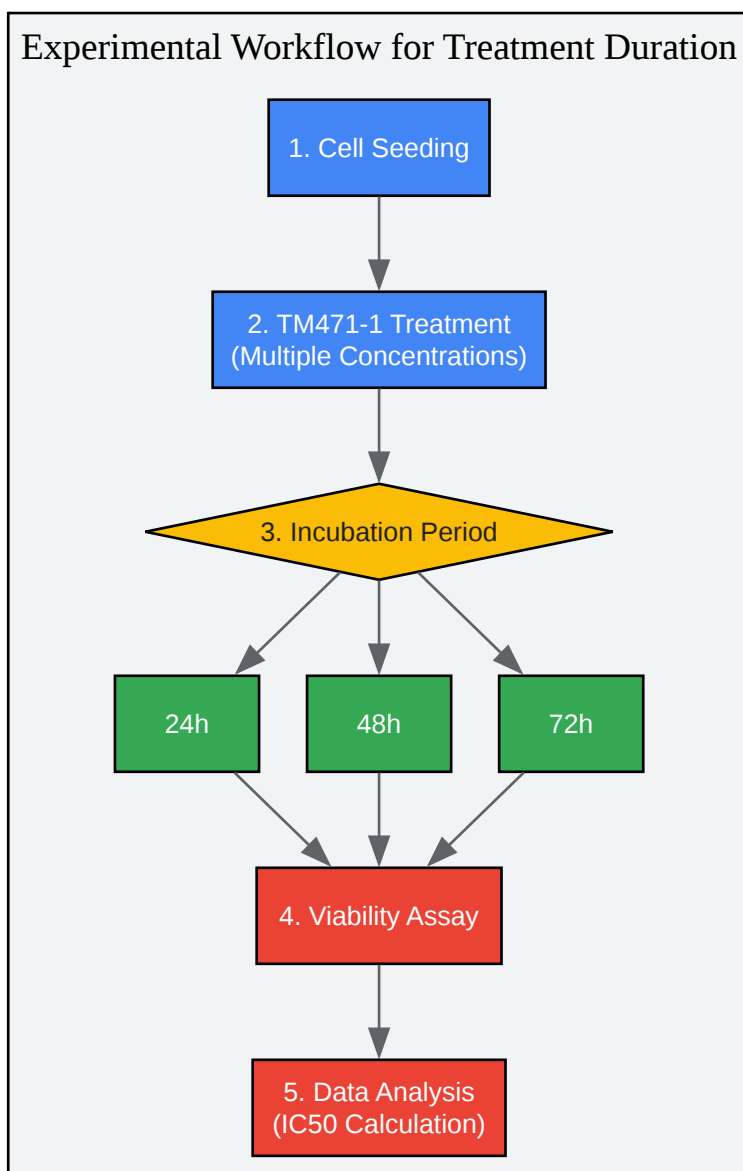 Experimental Workflow for Treatment Duration
1. Cell Seeding
2. TM471-1 Treatment
(Multiple Concentrations)
3. Incubation Period
24h
48h
72h
4. Viability Assay
5. Data Analysis
(IC50 Calculation)